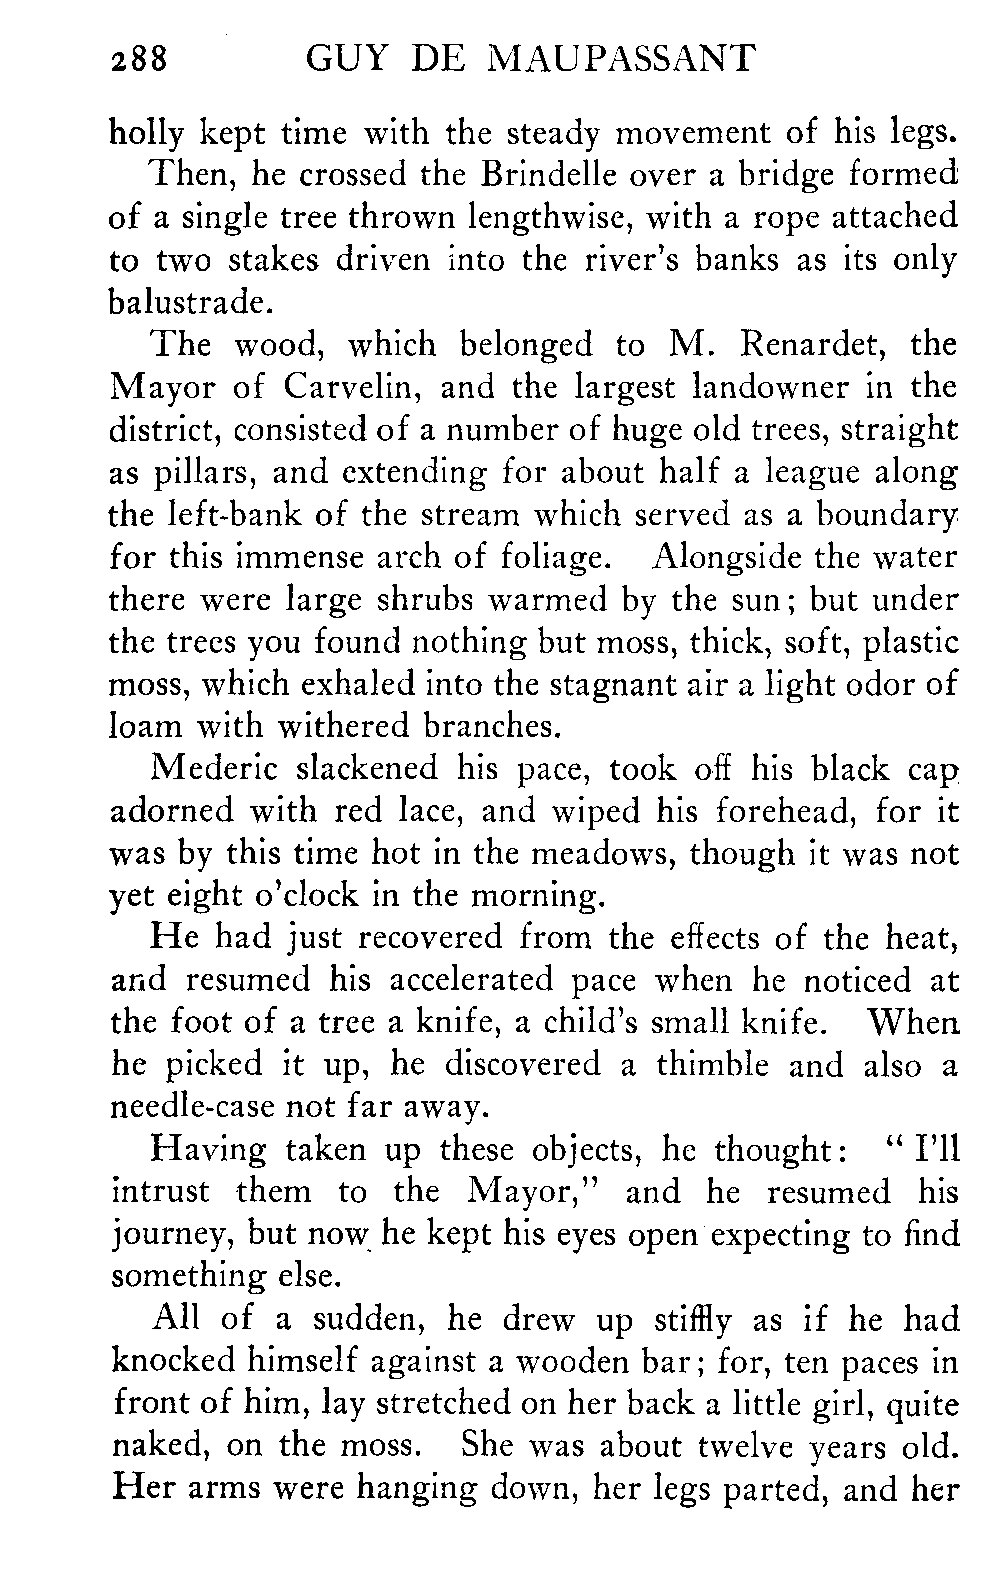 288 GUY DE MAUPASSANT
holly kept time with the steady movement of his legs.
Then, he crossed the Brindelle over a bridge formed
of a single tree thrown lengthwise, with a rope attached
to two stakes driven into the river's banks as its only
balustrade.
The wood, which belonged to M. Renardet, the
Mayor of Carvelin, and the largest landowner in the
district, consisted of a number of huge old trees, straight
as pillars, and extending for about half a league along
the left-bank of the stream which served as a boundary
for this immense arch of foliage. Alongside the water
there were large shrubs warmed by the sun; but under
the trees you found nothing but moss, thick, soft, plastic
moss, which exhaled into the stagnant air a light odor of
loam with withered branches.
Mederic slackened his pace, took off his black cap
adorned with red lace, and wiped his forehead, for it
was by this time hot in the meadows, though it was not
yet eight o'clock in the morning.
He had just recovered from the effects of the heat,
and resumed his accelerated pace when he noticed at
the foot of a tree a knife, a child's small knife. When
he picked it up, he discovered a thimble and also a
needle-case not far away.
Having taken up these objects, he thought: "I'll
intrust them to the Mayor," and he resumed his
journey, but now he kept his eyes open expecting to find
something else.
All of a sudden, he drew up stiffly as if he had
knocked himself against a wooden bar; for, ten paces in
front of him, lay stretched on her back a little girl, quite
naked, on the moss. She was about twelve years old.
Her arms were hanging down, her legs parted, and her